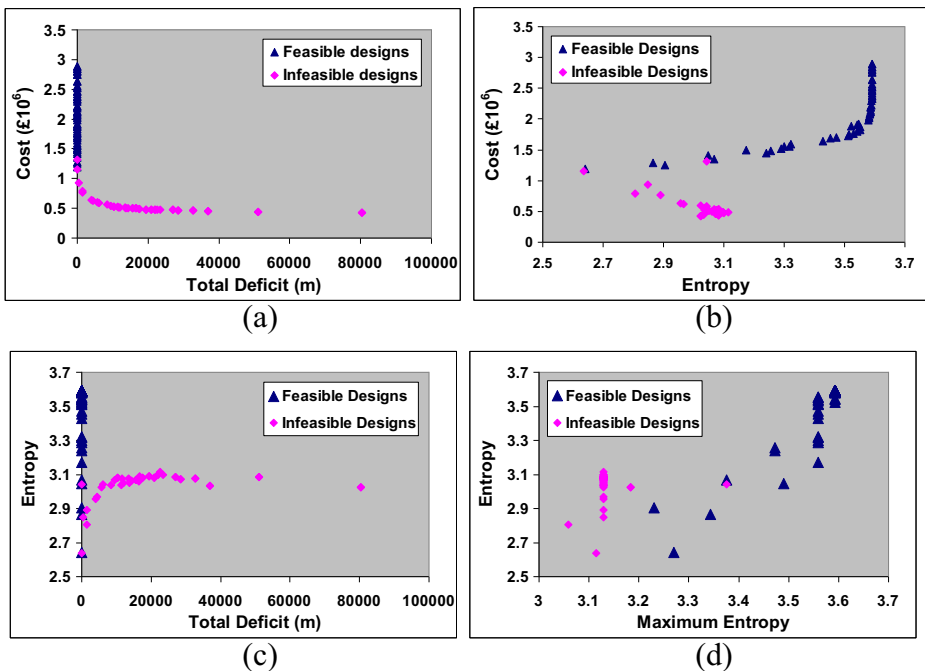 3.5
3
2.5
2
1.5
1
0.5
0
Cost (£10⁶)
Feasible designs
Infeasible designs
0 20000 40000 60000 80000 100000
Total Deficit (m)
(a)
3.5
3
2.5
2
1.5
1
0.5
0
Cost (£10⁶)
Feasible Designs
Infeasible Designs
2.5 2.7 2.9 3.1 3.3 3.5 3.7
Entropy
(b)
3.7
3.5
3.3
3.1
2.9
2.7
2.5
Entropy
Feasible Designs
Infeasible Designs
0 20000 40000 60000 80000 100000
Total Deficit (m)
(c)
3.7
3.5
3.3
3.1
2.9
2.7
2.5
Entropy
Feasible Designs
Infeasible Designs
3 3.1 3.2 3.3 3.4 3.5 3.6 3.7
Maximum Entropy
(d)